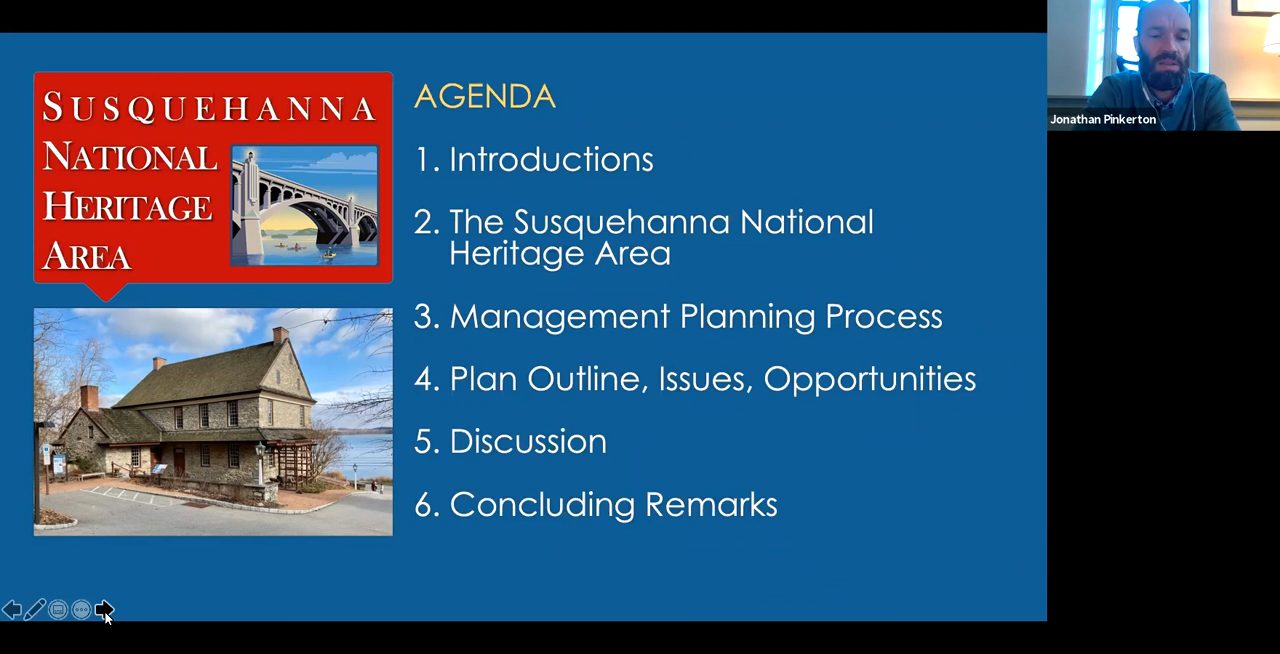 SUSQUEHANNA
NATIONAL
HERITAGE
AREA
AGENDA
1. Introductions
2. The Susquehanna National
Heritage Area
3. Management Planning Process
4. Plan Outline, Issues, Opportunities
5. Discussion
6. Concluding Remarks
Jonathan Pinkerton